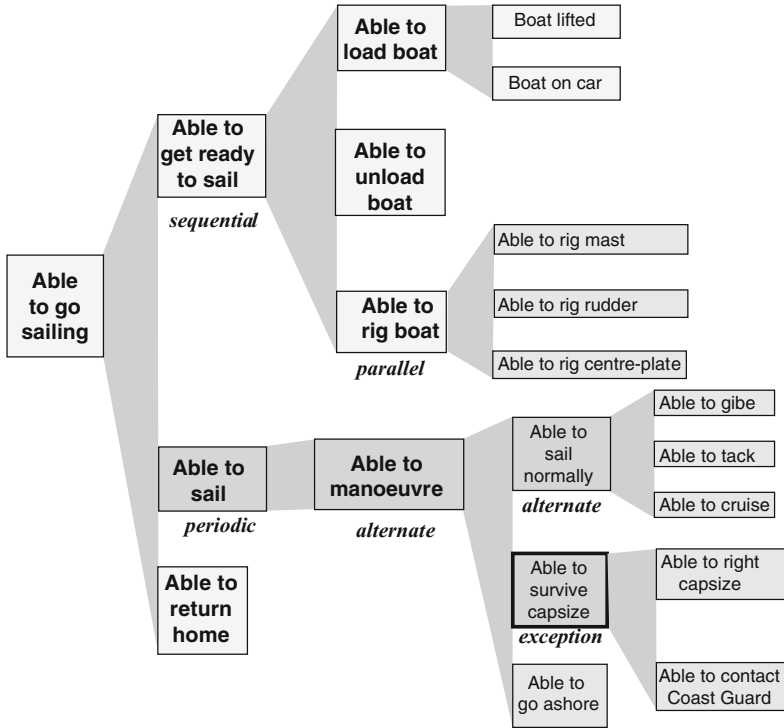 Able
to go
sailing
Able to
get ready
to sail
sequential
Able to
load boat
Boat lifted
Boat on car
Able to
unload
boat
Able to
rig boat
parallel
Able to rig mast
Able to rig rudder
Able to rig centre-plate
Able to
sail
periodic
Able to
manoeuvre
alternate
Able to
sail
normally
alternate
Able to gibe
Able to tack
Able to cruise
Able to
survive
capsize
exception
Able to right
capsize
Able to contact
Coast Guard
Able to
go ashore
Able to
return
home